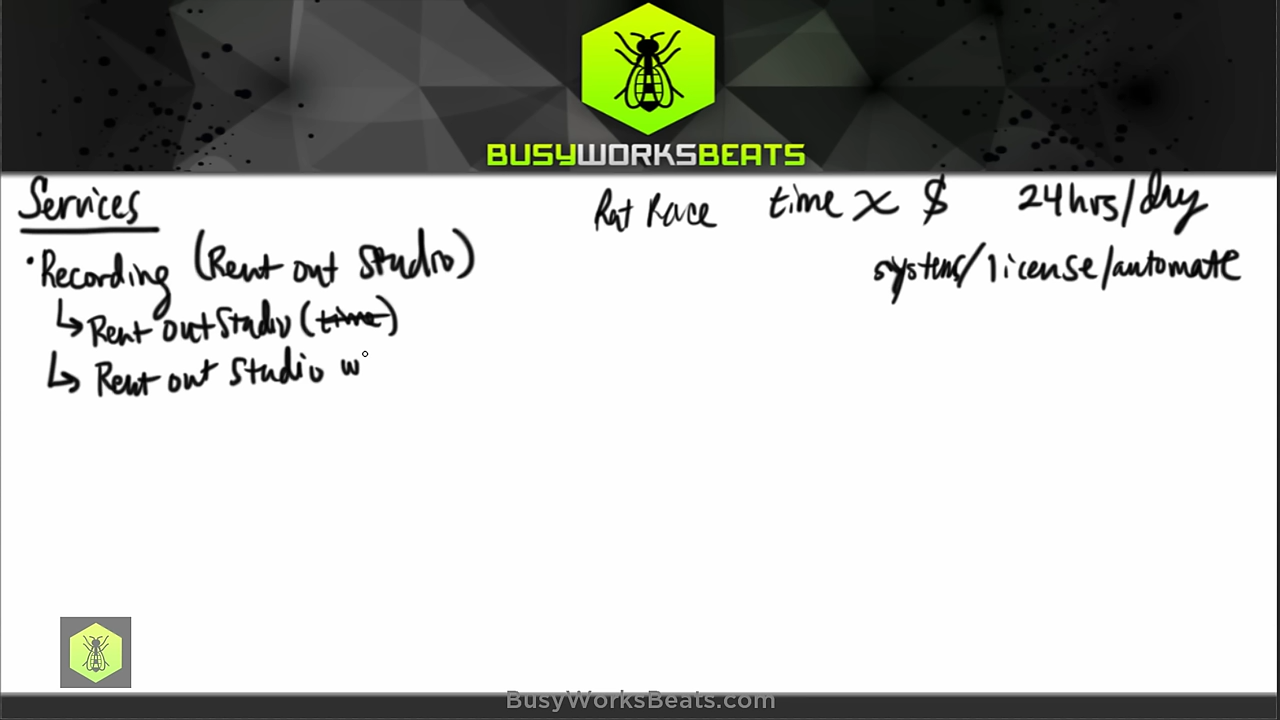 BUSYWORKSBEATS
Services
Rat Race time x $ 24hrs/day
• Recording (Rent out Studio)
system/license/automate
↳ Rent out Studio (time)
↳ Rent out Studio w
BusyWorksBeats.com